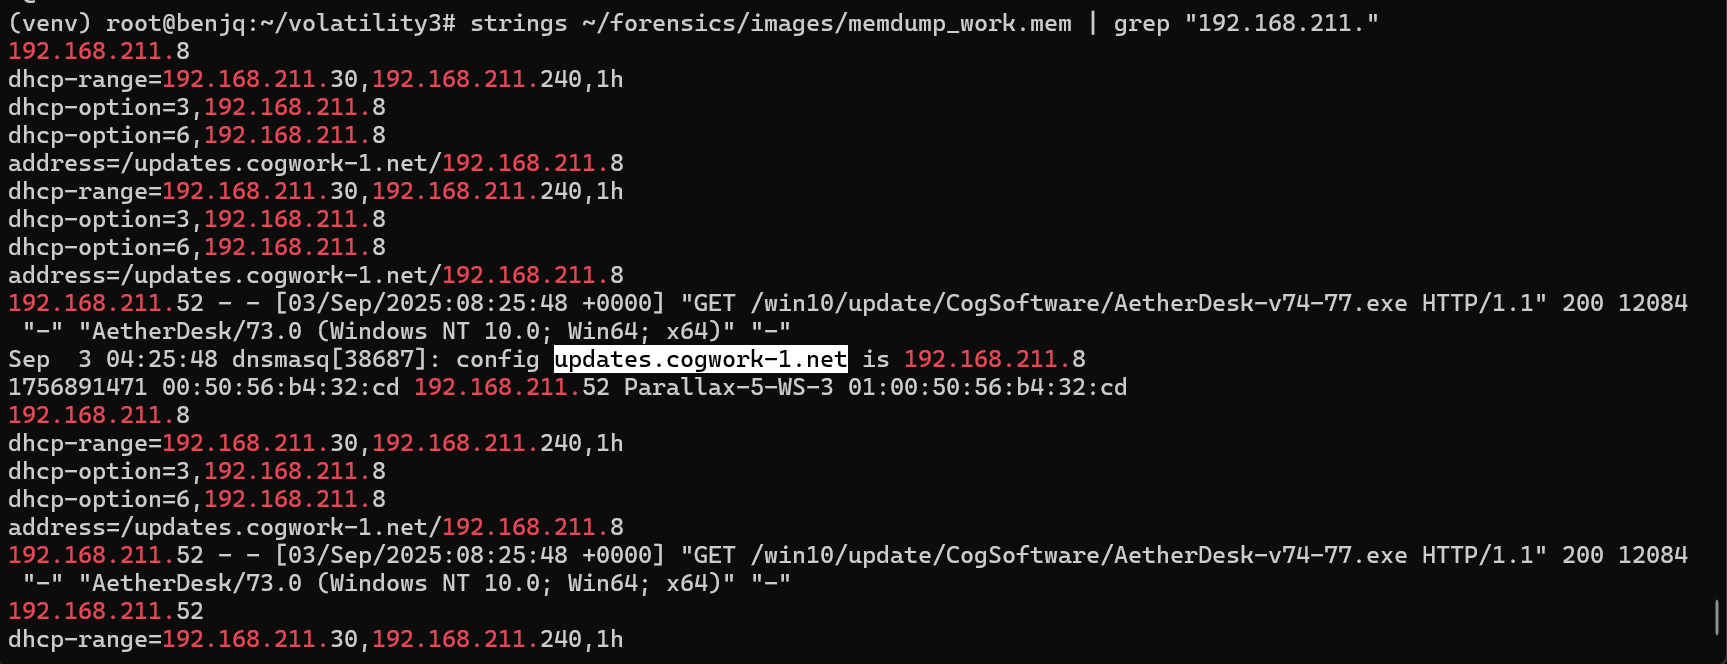 (venv) root@benjq:~/volatility3# strings ~/forensics/images/memdump_work.mem | grep "192.168.211."
192.168.211.8
dhcp-range=192.168.211.30,192.168.211.240,1h
dhcp-option=3,192.168.211.8
dhcp-option=6,192.168.211.8
address=/updates.cogwork-1.net/192.168.211.8
dhcp-range=192.168.211.30,192.168.211.240,1h
dhcp-option=3,192.168.211.8
dhcp-option=6,192.168.211.8
address=/updates.cogwork-1.net/192.168.211.8
192.168.211.52 - - [03/Sep/2025:08:25:48 +0000] "GET /win10/update/CogSoftware/AetherDesk-v74-77.exe HTTP/1.1" 200 12084
 "-" "AetherDesk/73.0 (Windows NT 10.0; Win64; x64)" "-"
Sep  3 04:25:48 dnsmasq[38687]: config updates.cogwork-1.net is 192.168.211.8
1756891471 00:50:56:b4:32:cd 192.168.211.52 Parallax-5-WS-3 01:00:50:56:b4:32:cd
192.168.211.8
dhcp-range=192.168.211.30,192.168.211.240,1h
dhcp-option=3,192.168.211.8
dhcp-option=6,192.168.211.8
address=/updates.cogwork-1.net/192.168.211.8
192.168.211.52 - - [03/Sep/2025:08:25:48 +0000] "GET /win10/update/CogSoftware/AetherDesk-v74-77.exe HTTP/1.1" 200 12084
 "-" "AetherDesk/73.0 (Windows NT 10.0; Win64; x64)" "-"
192.168.211.52
dhcp-range=192.168.211.30,192.168.211.240,1h